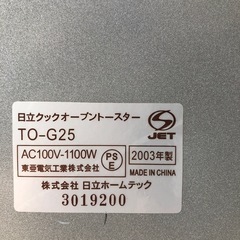 日立クックオーブントースター
TO-G25
JET
AC100V-1100W
PS
E
2003年製
東亜電気工業株式会社
MADE IN CHINA
株式会社 日立ホームテック
3019200